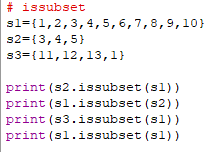 # issubset
s1={1,2,3,4,5,6,7,8,9,10}
s2={3,4,5}
s3={11,12,13,1}
print(s2.issubset(s1))
print(s1.issubset(s2))
print(s3.issubset(s1))
print(s1.issubset(s1))